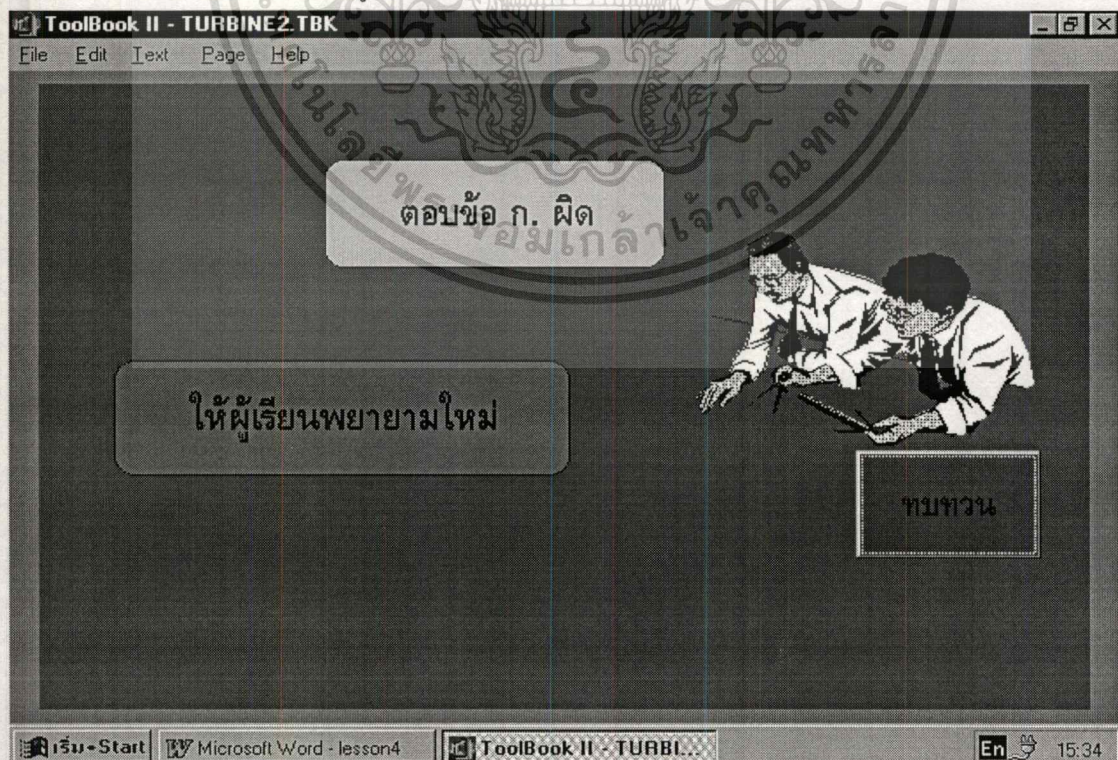 ToolBook II - TURBINE2.TBK
File Edit Text Page Help
ตอบข้อ ก. ผิด
ให้ผู้เรียนพยายามใหม่
ทบทวน
เริ่ม-Start Microsoft Word - lesson4 ToolBook II - TURBI... En 15:34